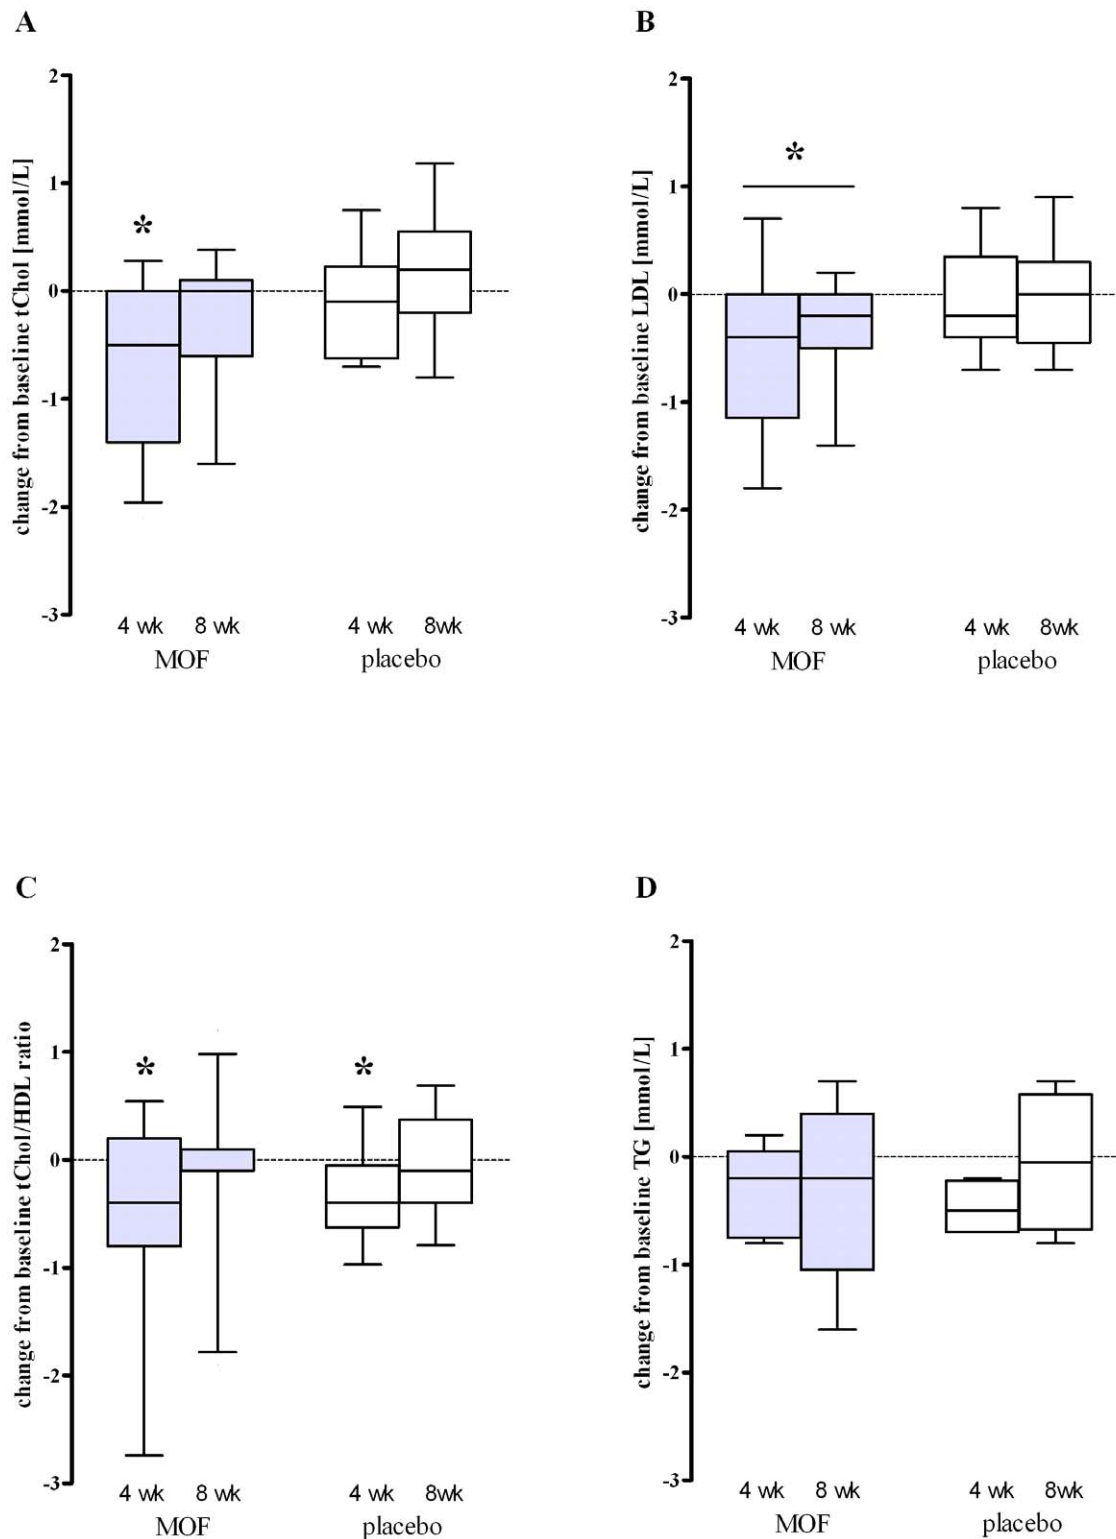 A
change from baseline tChol [mmol/L]
2
1
0
-1
-2
-3
*
4 wk 8 wk 4 wk 8wk
MOF placebo
B
change from baseline LDL [mmol/L]
2
1
0
-1
-2
-3
*
4 wk 8 wk 4 wk 8wk
MOF placebo
C
change from baseline tChol/HDL ratio
2
1
0
-1
-2
-3
* *
4 wk 8 wk 4 wk 8wk
MOF placebo
D
change from baseline TG [mmol/L]
2
1
0
-1
-2
-3
4 wk 8 wk 4 wk 8wk
MOF placebo